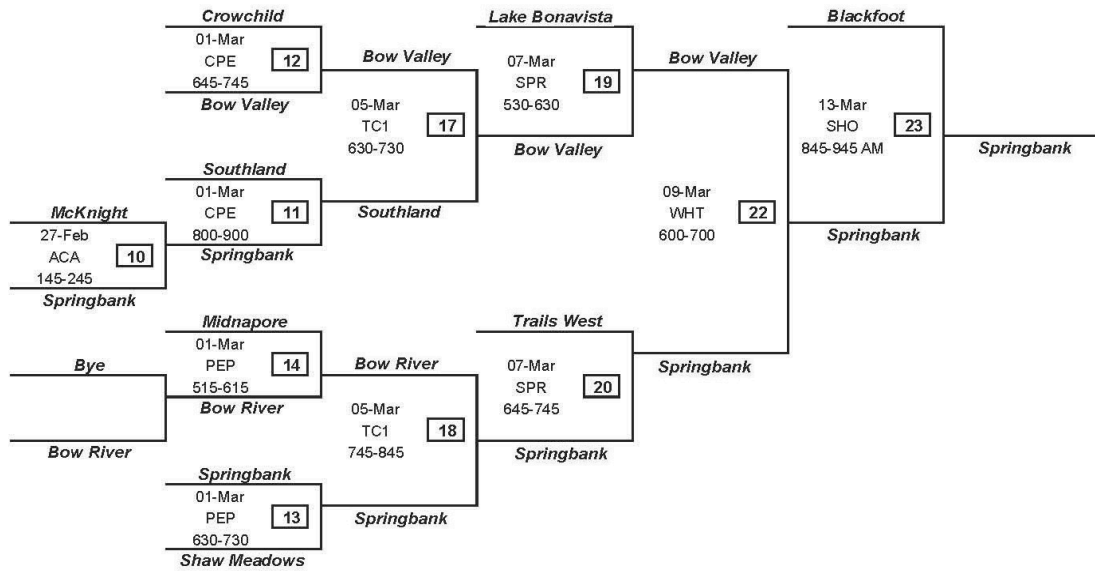 Crowchild
01-Mar
CPE
12
645-745
Bow Valley
Lake Bonavista
07-Mar
SPR
19
530-630
Bow Valley
Blackfoot
13-Mar
SHO
23
845-945 AM
Springbank
Bow Valley
05-Mar
TC1
17
630-730
Southland
Bow Valley
09-Mar
WHT
22
600-700
Springbank
Southland
01-Mar
CPE
11
800-900
Springbank
McKnight
27-Feb
ACA
10
145-245
Springbank
Midnapore
01-Mar
PEP
14
515-615
Bow River
Bye
Bow River
Bow River
05-Mar
TC1
18
745-845
Springbank
Trails West
07-Mar
SPR
20
645-745
Springbank
Springbank
Springbank
01-Mar
PEP
13
630-730
Shaw Meadows